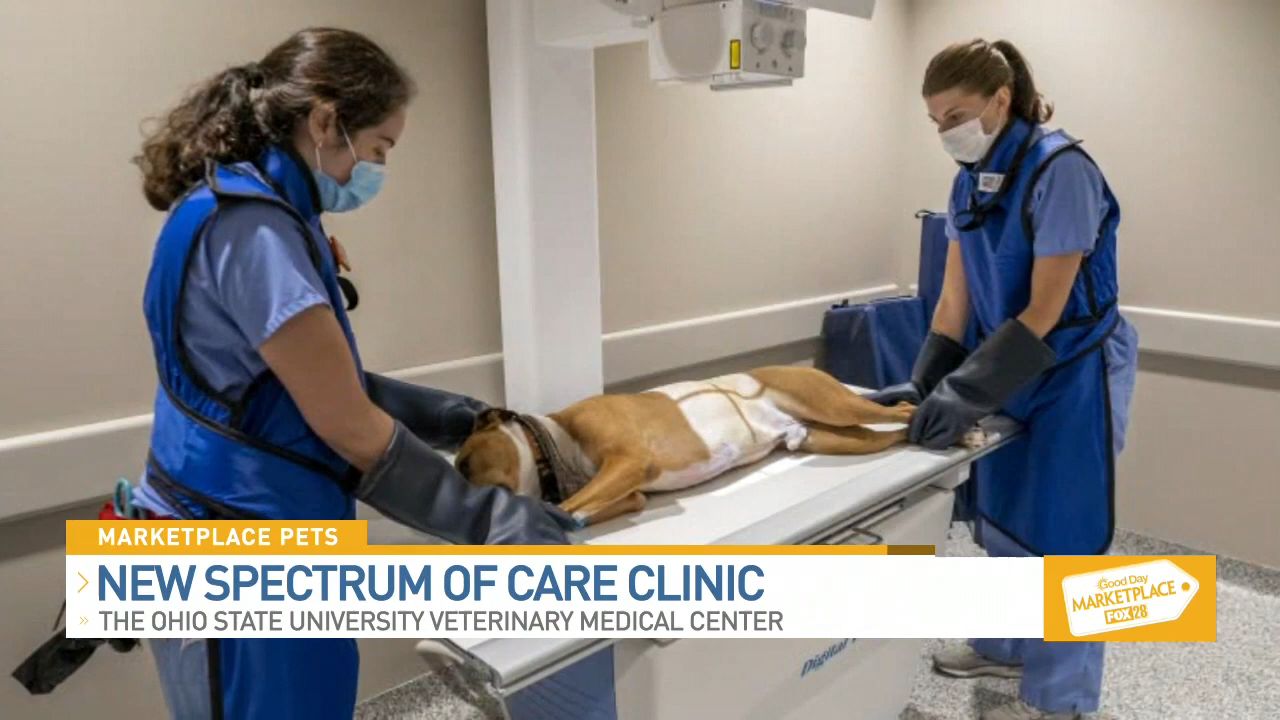 MARKETPLACE PETS
NEW SPECTRUM OF CARE CLINIC
THE OHIO STATE UNIVERSITY VETERINARY MEDICAL CENTER
Good Day
MARKETPLACE
FOX 28
Digital